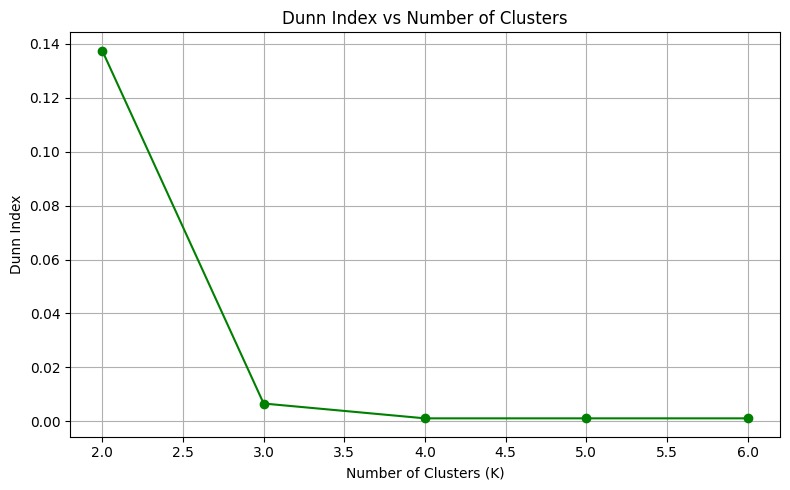 Dunn Index vs Number of Clusters
0.14
0.12
0.10
0.08
0.06
0.04
0.02
0.00
Dunn Index
2.0 2.5 3.0 3.5 4.0 4.5 5.0 5.5 6.0
Number of Clusters (K)